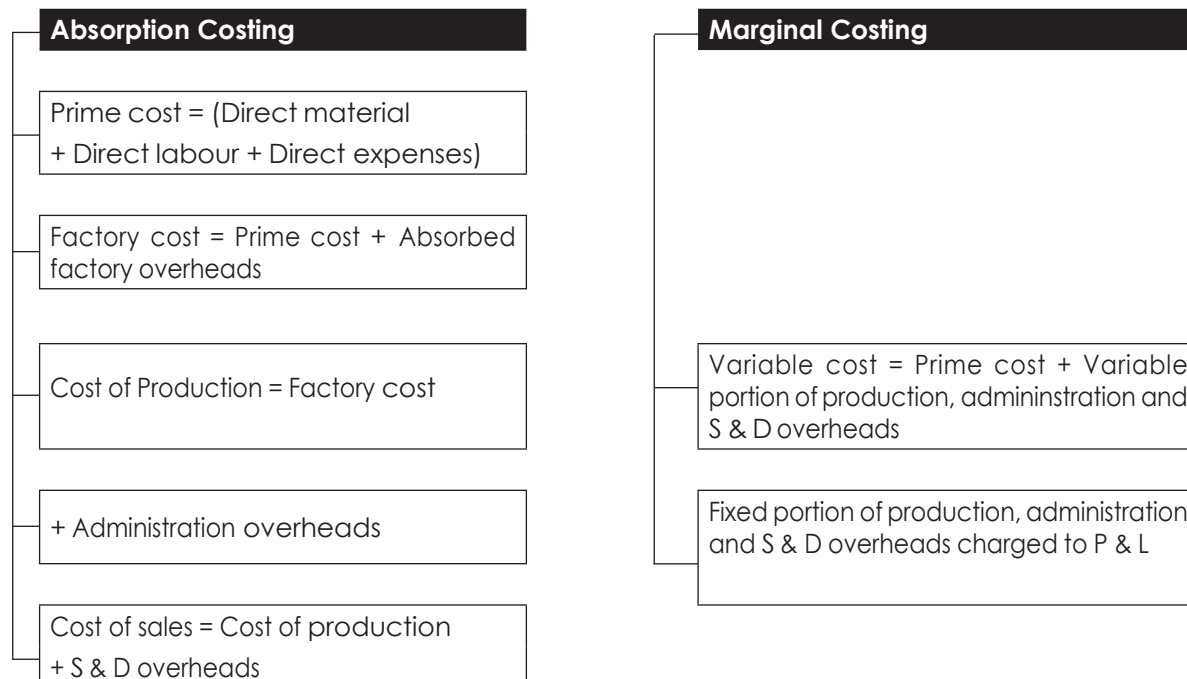 Absorption Costing
Prime cost = (Direct material
+ Direct labour + Direct expenses)
Factory cost = Prime cost + Absorbed
factory overheads
Cost of Production = Factory cost
+ Administration overheads
Cost of sales = Cost of production
+ S & D overheads
Marginal Costing
Variable cost = Prime cost + Variable
portion of production, admininstration and
S & D overheads
Fixed portion of production, administration
and S & D overheads charged to P & L